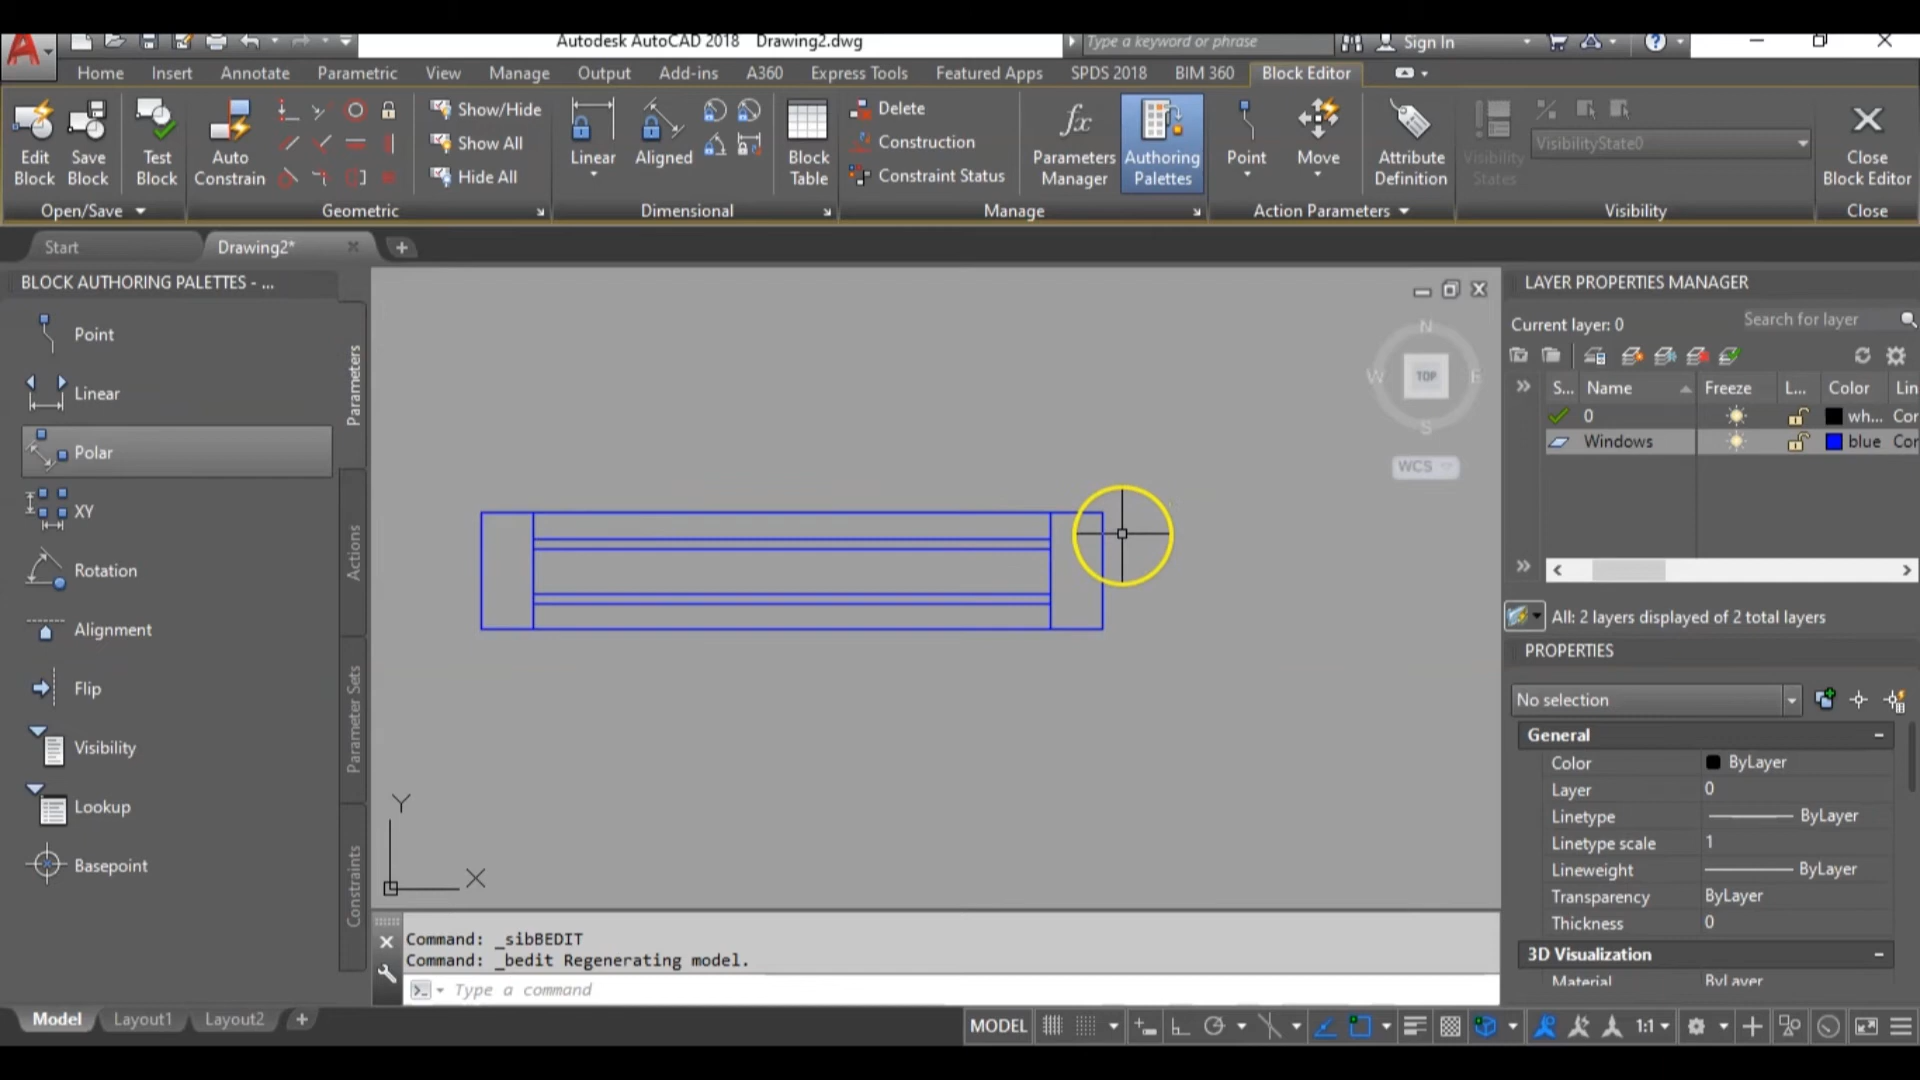 Autodesk AutoCAD 2018 Drawing2.dwg
Type a keyword or phrase
Sign In
Home Insert Annotate Parametric View Manage Output Add-ins A360 Express Tools Featured Apps SPDS 2018 BIM 360 Block Editor
Edit Block
Save Block
Test Block
Auto Constrain
Show/Hide
Show All
Hide All
Linear
Aligned
Block Table
Delete
Construction
Constraint Status
Parameters Manager
Authoring Palettes
Point
Move
Attribute Definition
Visibility States
VisibilityState0
Close Block Editor
Open/Save Geometric Dimensional Manage Action Parameters Visibility Close
Start Drawing2*
BLOCK AUTHORING PALETTES - ...
Point
Linear
Polar
XY
Rotation
Alignment
Flip
Visibility
Lookup
Basepoint
Parameters
Actions
Parameter Sets
Constraints
N
W TOP E
S
WCS
Y
X
Command: _sibBEDIT
Command: _bedit Regenerating model.
Type a command
LAYER PROPERTIES MANAGER
Current layer: 0
Search for layer
S... Name Freeze L... Color Lin
0 wh... Cor
Windows blue Cor
All: 2 layers displayed of 2 total layers
PROPERTIES
No selection
General
Color ByLayer
Layer 0
Linetype ByLayer
Linetype scale 1
Lineweight ByLayer
Transparency ByLayer
Thickness 0
3D Visualization
Material ByLayer
Model Layout1 Layout2
MODEL 1:1